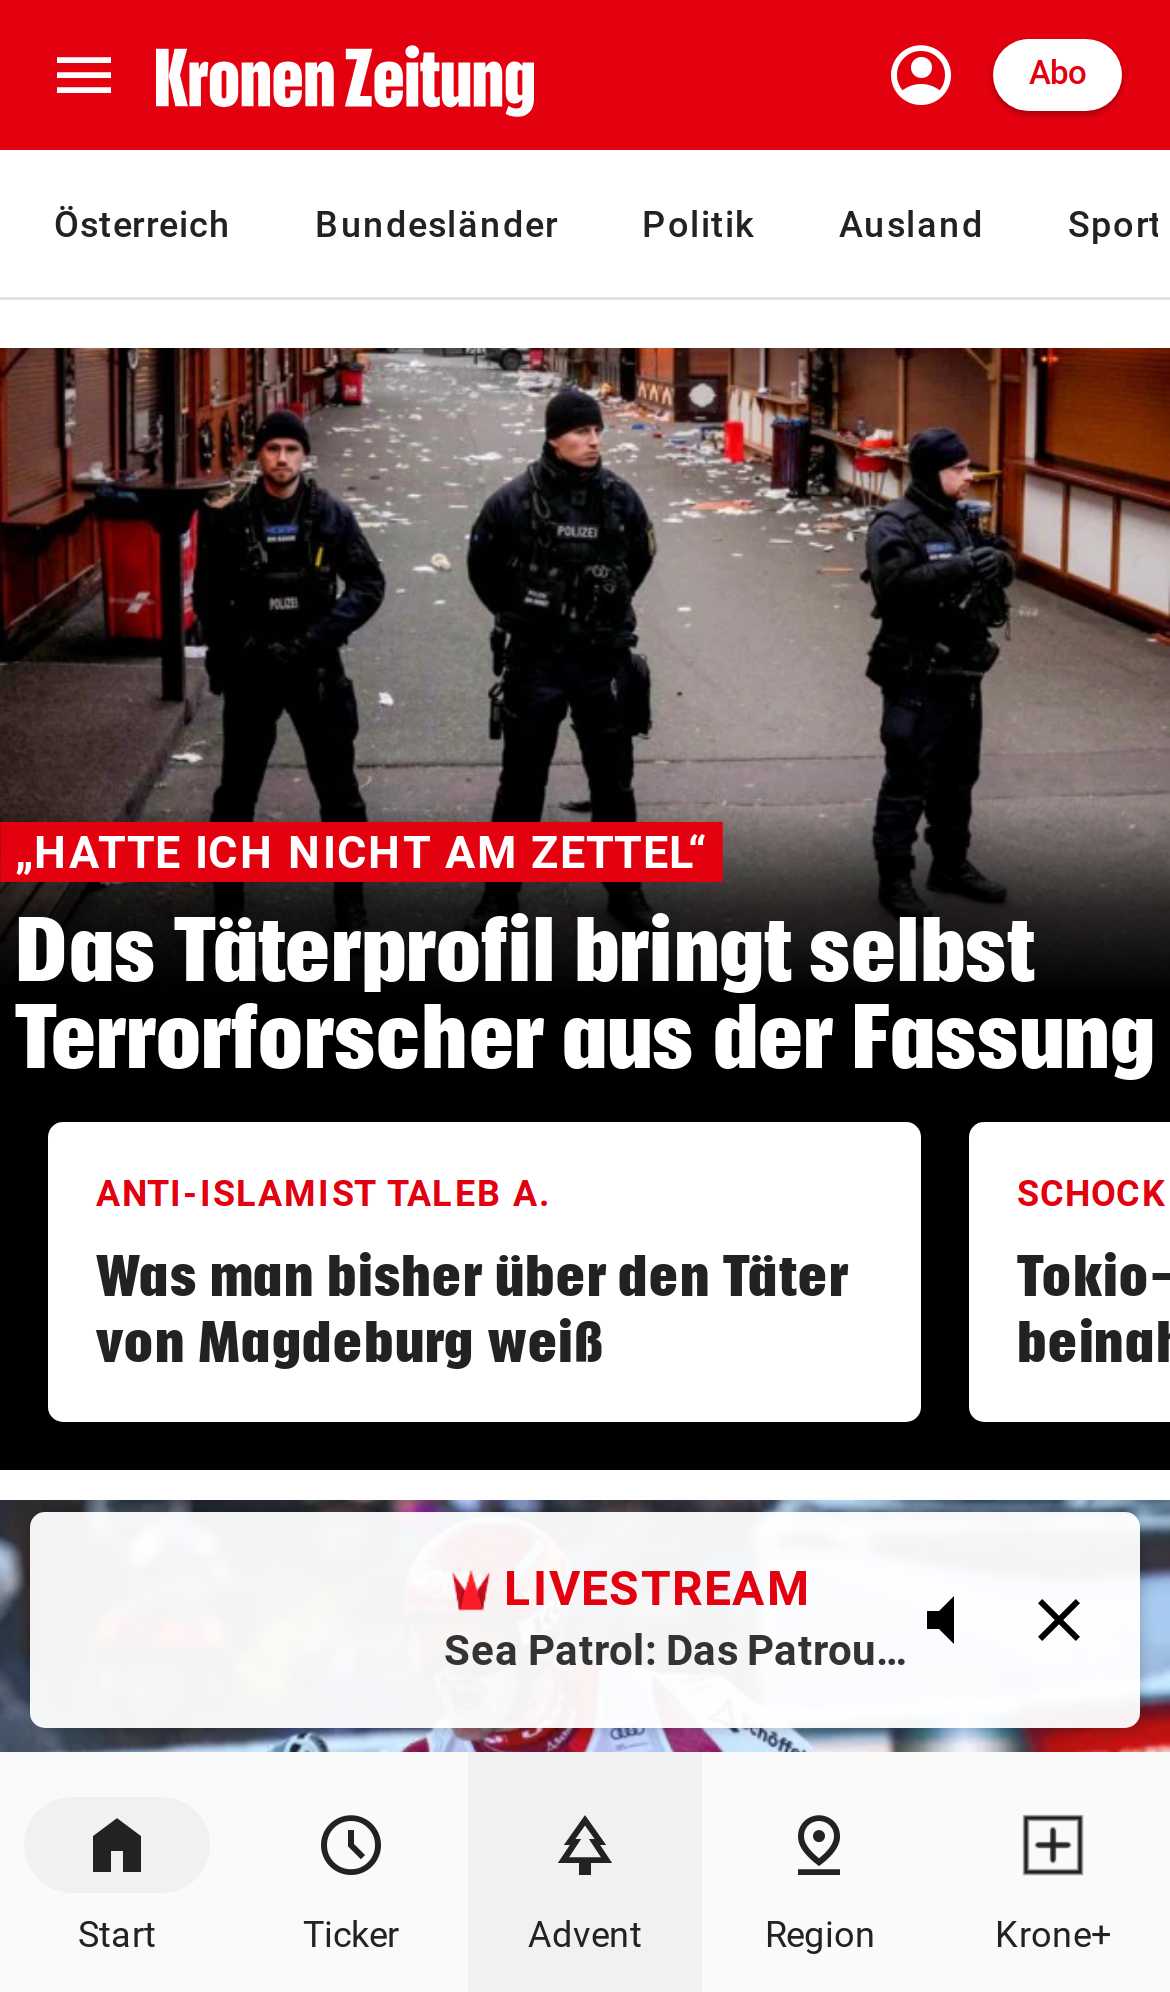 Kronen Zeitung
Abo
Österreich Bundesländer Politik Ausland Sport
POLIZEI
POLIZEI
„HATTE ICH NICHT AM ZETTEL“
Das Täterprofil bringt selbst
Terrorforscher aus der Fassung
ANTI-ISLAMIST TALEB A.
Was man bisher über den Täter
von Magdeburg weiß
SCHOCK
Tokio-
beinah
LIVESTREAM
Sea Patrol: Das Patrou...
Schöffel
Start Ticker Advent Region Krone+